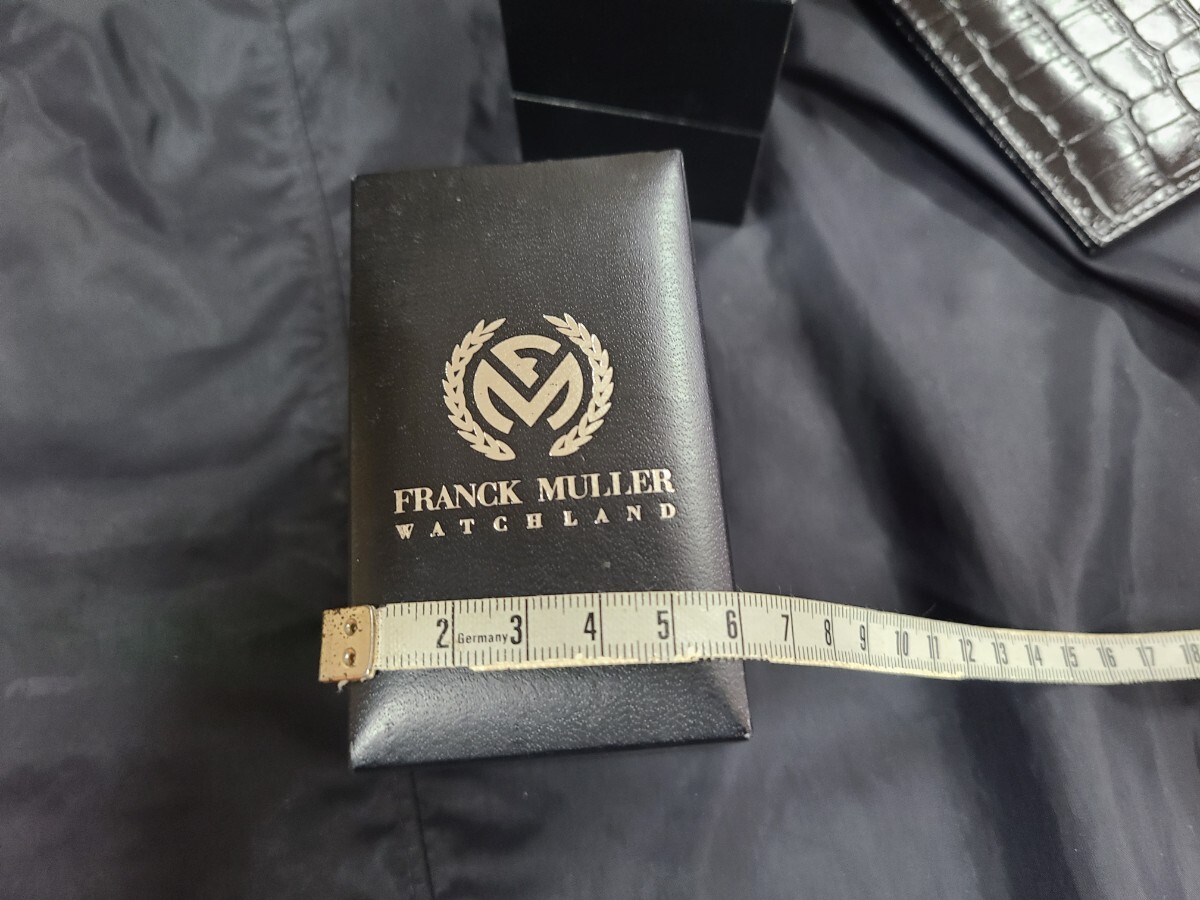 FRANCK MULLER
WATCHLAND
2 Germany 3 4 5 6 7 8 9 10 11 12 13 14 15 16 17 18